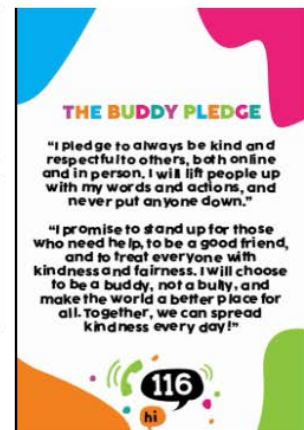 THE BUDDY PLEDGE
"I pledge to always be kind and
respectful to others, both online
and in person. I will lift people up
with my words and actions, and
never put anyone down."
"I promise to stand up for those
who need help, to be a good friend,
and to treat everyone with
kindness and fairness. I will choose
to be a buddy, not a bully, and
make the world a better place for
all. Together, we can spread
kindness every day!"
116
hi